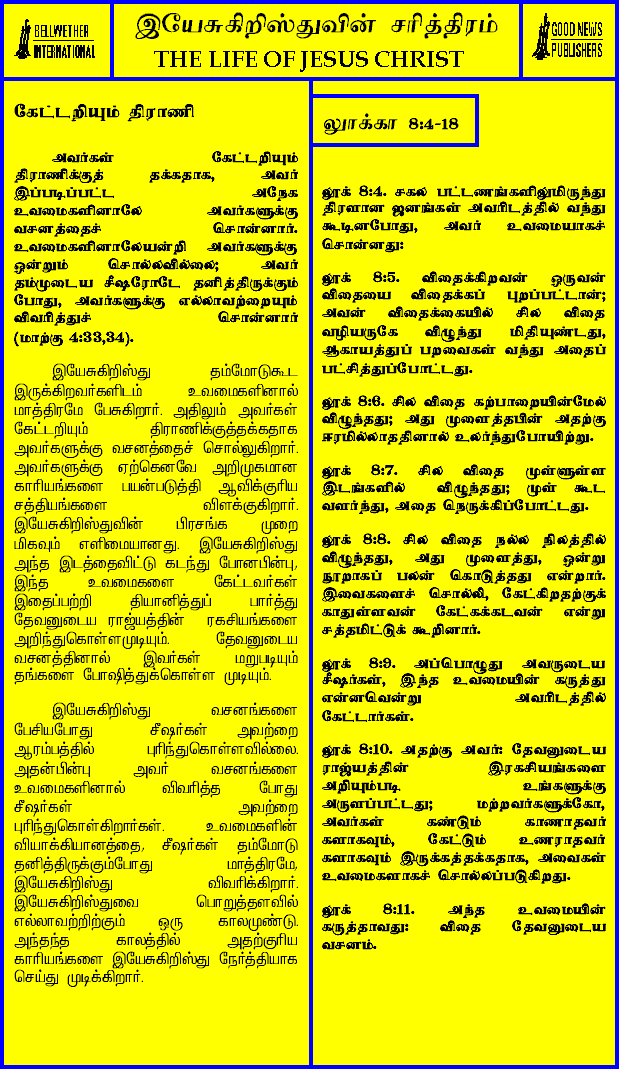 BELLWETHER
INTERNATIONAL
இயேசுகிறிஸ்துவின் சரித்திரம்
THE LIFE OF JESUS CHRIST
GOOD NEWS
PUBLISHERS
கேட்டறியும் திராணி
அவர்கள் கேட்டறியும்
திராணிக்குத் தக்கதாக, அவர்
இப்படிப்பட்ட அநேக
உவமைகளினாலே அவர்களுக்கு
வசனத்தைச் சொன்னார்.
உவமைகளினாலேயன்றி அவர்களுக்கு
ஒன்றும் சொல்லவில்லை; அவர்
தம்முடைய சீஷரோடே தனித்திருக்கும்
போது, அவர்களுக்கு எல்லாவற்றையும்
விவரித்துச் சொன்னார்
(மாற்கு 4:33,34).
இயேசுகிறிஸ்து தம்மோடுகூட
இருக்கிறவர்களிடம் உவமைகளினால்
மாத்திரமே பேசுகிறார். அதிலும் அவர்கள்
கேட்டறியும் திராணிக்குத்தக்கதாக
அவர்களுக்கு வசனத்தைச் சொல்லுகிறார்.
அவர்களுக்கு ஏற்கெனவே அறிமுகமான
காரியங்களை பயன்படுத்தி ஆவிக்குரிய
சத்தியங்களை விளக்குகிறார்.
இயேசுகிறிஸ்துவின் பிரசங்க முறை
மிகவும் எளிமையானது. இயேசுகிறிஸ்து
அந்த இடத்தைவிட்டு கடந்து போனபின்பு,
இந்த உவமைகளை கேட்டவர்கள்
இதைப்பற்றி தியானித்துப் பார்த்து
தேவனுடைய ராஜ்யத்தின் ரகசியங்களை
அறிந்துகொள்ளமுடியும். தேவனுடைய
வசனத்தினால் இவர்கள் மறுபடியும்
தங்களை போஷித்துக்கொள்ள முடியும்.
இயேசுகிறிஸ்து வசனங்களை
பேசியபோது சீஷர்கள் அவற்றை
ஆரம்பத்தில் புரிந்துகொள்ளவில்லை.
அதன்பின்பு அவர் வசனங்களை
உவமைகளினால் விவரித்த போது
சீஷர்கள் அவற்றை
புரிந்துகொள்கிறார்கள். உவமைகளின்
வியாக்கியானத்தை, சீஷர்கள் தம்மோடு
தனித்திருக்கும்போது மாத்திரமே,
இயேசுகிறிஸ்து விவரிக்கிறார்.
இயேசுகிறிஸ்துவை பொறுத்தளவில்
எல்லாவற்றிற்கும் ஒரு காலமுண்டு.
அந்தந்த காலத்தில் அதற்குரிய
காரியங்களை இயேசுகிறிஸ்து நேர்த்தியாக
செய்து முடிக்கிறார்.
லூக்கா 8:4-18
லூக் 8:4. சகல பட்டணங்களிலுமிருந்து
திரளான ஜனங்கள் அவரிடத்தில் வந்து
கூடினபோது, அவர் உவமையாகச்
சொன்னது:
லூக் 8:5. விதைக்கிறவன் ஒருவன்
விதையை விதைக்கப் புறப்பட்டான்;
அவன் விதைக்கையில் சில விதை
வழியருகே விழுந்து மிதியுண்டது,
ஆகாயத்துப் பறவைகள் வந்து அதைப்
பட்சித்துப்போட்டது.
லூக் 8:6. சில விதை கற்பாறையின்மேல்
விழுந்தது; அது முளைத்தபின் அதற்கு
ஈரமில்லாததினால் உலர்ந்துபோயிற்று.
லூக் 8:7. சில விதை முள்ளுள்ள
இடங்களில் விழுந்தது; முள் கூட
வளர்ந்து, அதை நெருக்கிப்போட்டது.
லூக் 8:8. சில விதை நல்ல நிலத்தில்
விழுந்தது, அது முளைத்து, ஒன்று
நூறாகப் பலன் கொடுத்தது என்றார்.
இவைகளைச் சொல்லி, கேட்கிறதற்குக்
காதுள்ளவன் கேட்கக்கடவன் என்று
சத்தமிட்டுக் கூறினார்.
லூக் 8:9. அப்பொழுது அவருடைய
சீஷர்கள், இந்த உவமையின் கருத்து
என்னவென்று அவரிடத்தில்
கேட்டார்கள்.
லூக் 8:10. அதற்கு அவர்: தேவனுடைய
ராஜ்யத்தின் இரகசியங்களை
அறியும்படி உங்களுக்கு
அருளப்பட்டது; மற்றவர்களுக்கோ,
அவர்கள் கண்டும் காணாதவர்
களாகவும், கேட்டும் உணராதவர்
களாகவும் இருக்கத்தக்கதாக, அவைகள்
உவமைகளாகச் சொல்லப்படுகிறது.
லூக் 8:11. அந்த உவமையின்
கருத்தாவது: விதை தேவனுடைய
வசனம்.